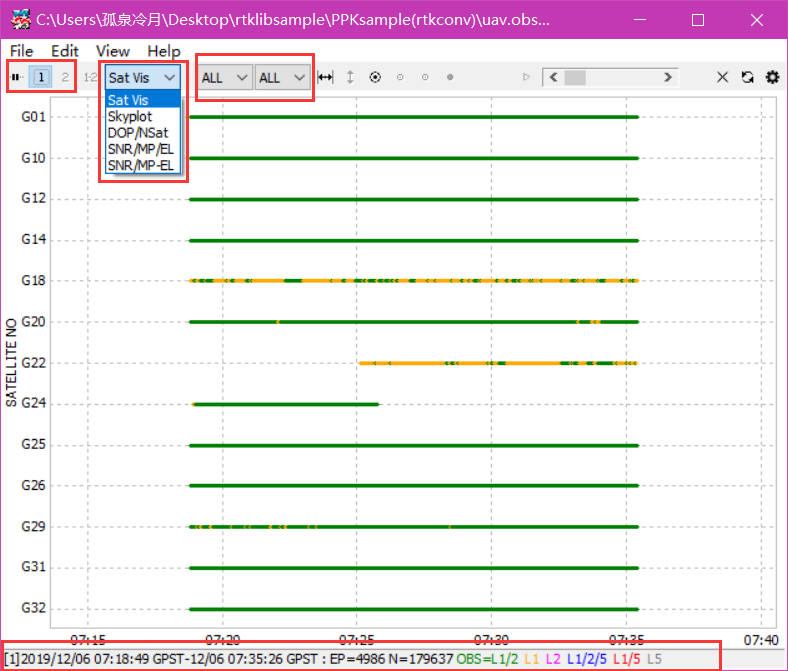 C:\Users\孤泉冷月\Desktop\rtklibsample\PPKsample(rtkconv)\uav.obs...
File Edit View Help
1 2 1-2 Sat Vis ALL ALL
Sat Vis
Skyplot
DOP/NSat
SNR/MP/EL
SNR/MP-EL
SATELLITE NO
G01
G10
G12
G14
G18
G20
G22
G24
G25
G26
G29
G31
G32
07:15 07:20 07:25 07:30 07:35 07:40
[1]2019/12/06 07:18:49 GPST-12/06 07:35:26 GPST : EP=4986 N=179637 OBS=L1/2 L1 L2 L1/2/5 L1/5 L5